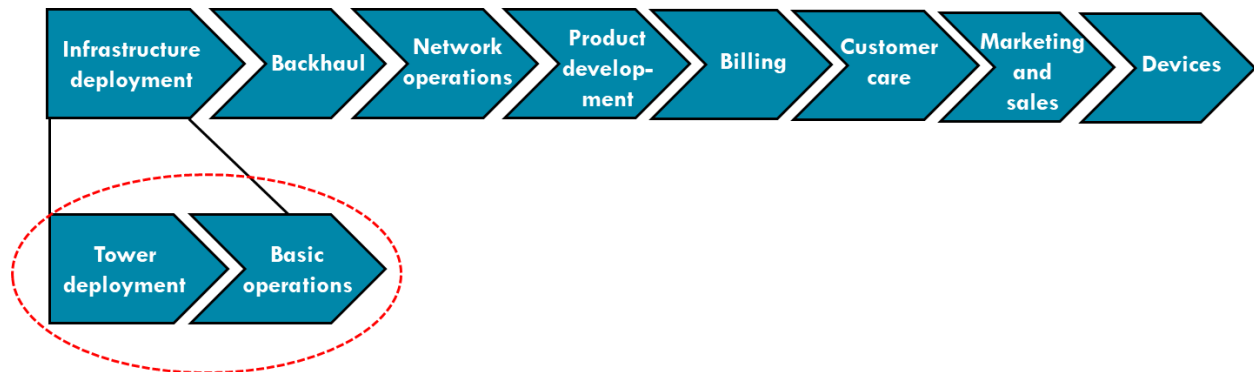 Infrastructure
deployment
Backhaul
Network
operations
Product
develop-
ment
Billing
Customer
care
Marketing
and
sales
Devices
Tower
deployment
Basic
operations